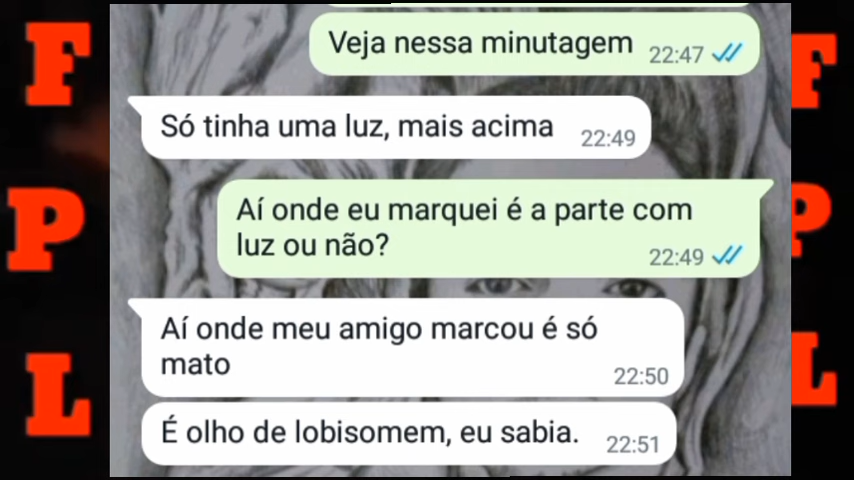 F
P
L
Veja nessa minutagem 22:47
Só tinha uma luz, mais acima 22:49
Aí onde eu marquei é a parte com
luz ou não? 22:49
Aí onde meu amigo marcou é só
mato 22:50
É olho de lobisomem, eu sabia. 22:51
F
P
L